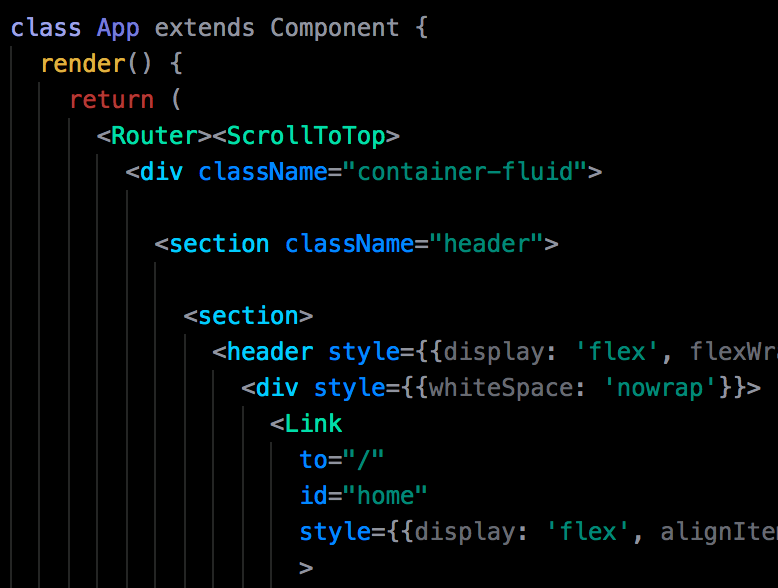 class App extends Component {
render() {
return (
<Router><ScrollToTop>
<div className="container-fluid">
<section className="header">
<section>
<header style={{display: 'flex', flexWra
<div style={{whiteSpace: 'nowrap'}}>
<Link
to="/"
id="home"
style={{display: 'flex', alignItem
>